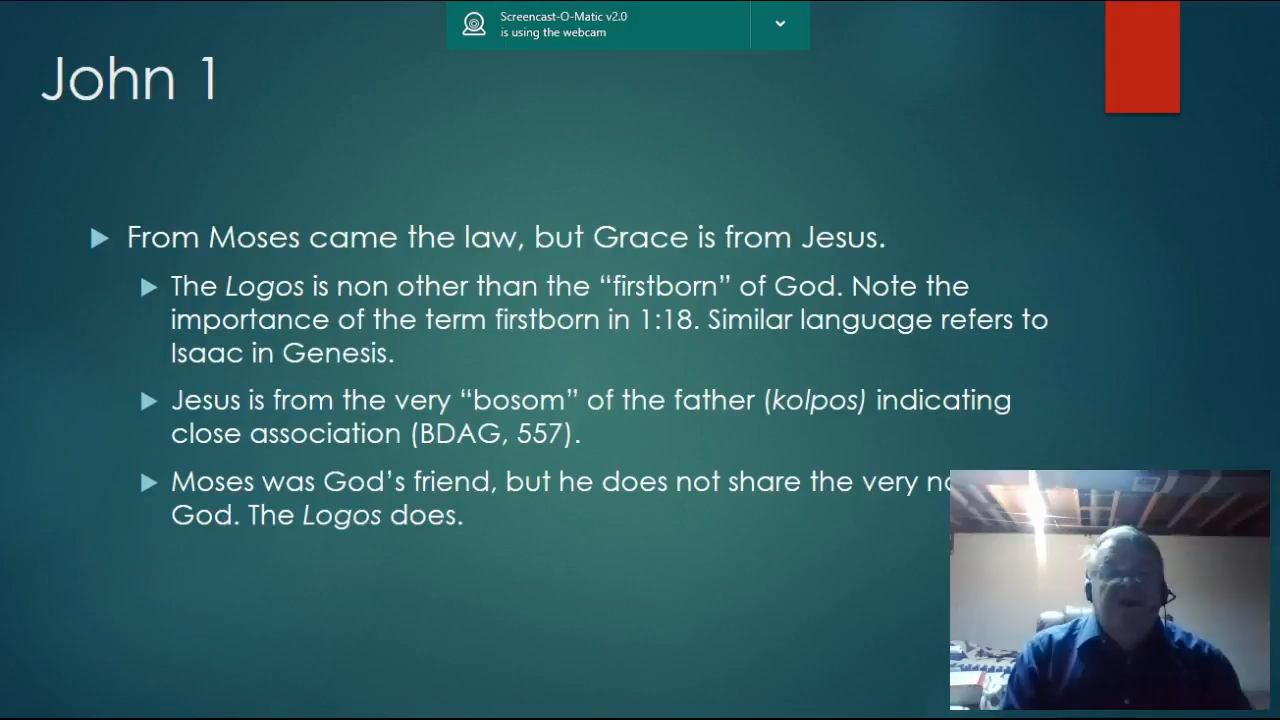 Screencast-O-Matic v2.0
is using the webcam
John 1
From Moses came the law, but Grace is from Jesus.
The Logos is non other than the “firstborn” of God. Note the
importance of the term firstborn in 1:18. Similar language refers to
Isaac in Genesis.
Jesus is from the very “bosom” of the father (kolpos) indicating
close association (BDAG, 557).
Moses was God’s friend, but he does not share the very
God. The Logos does.